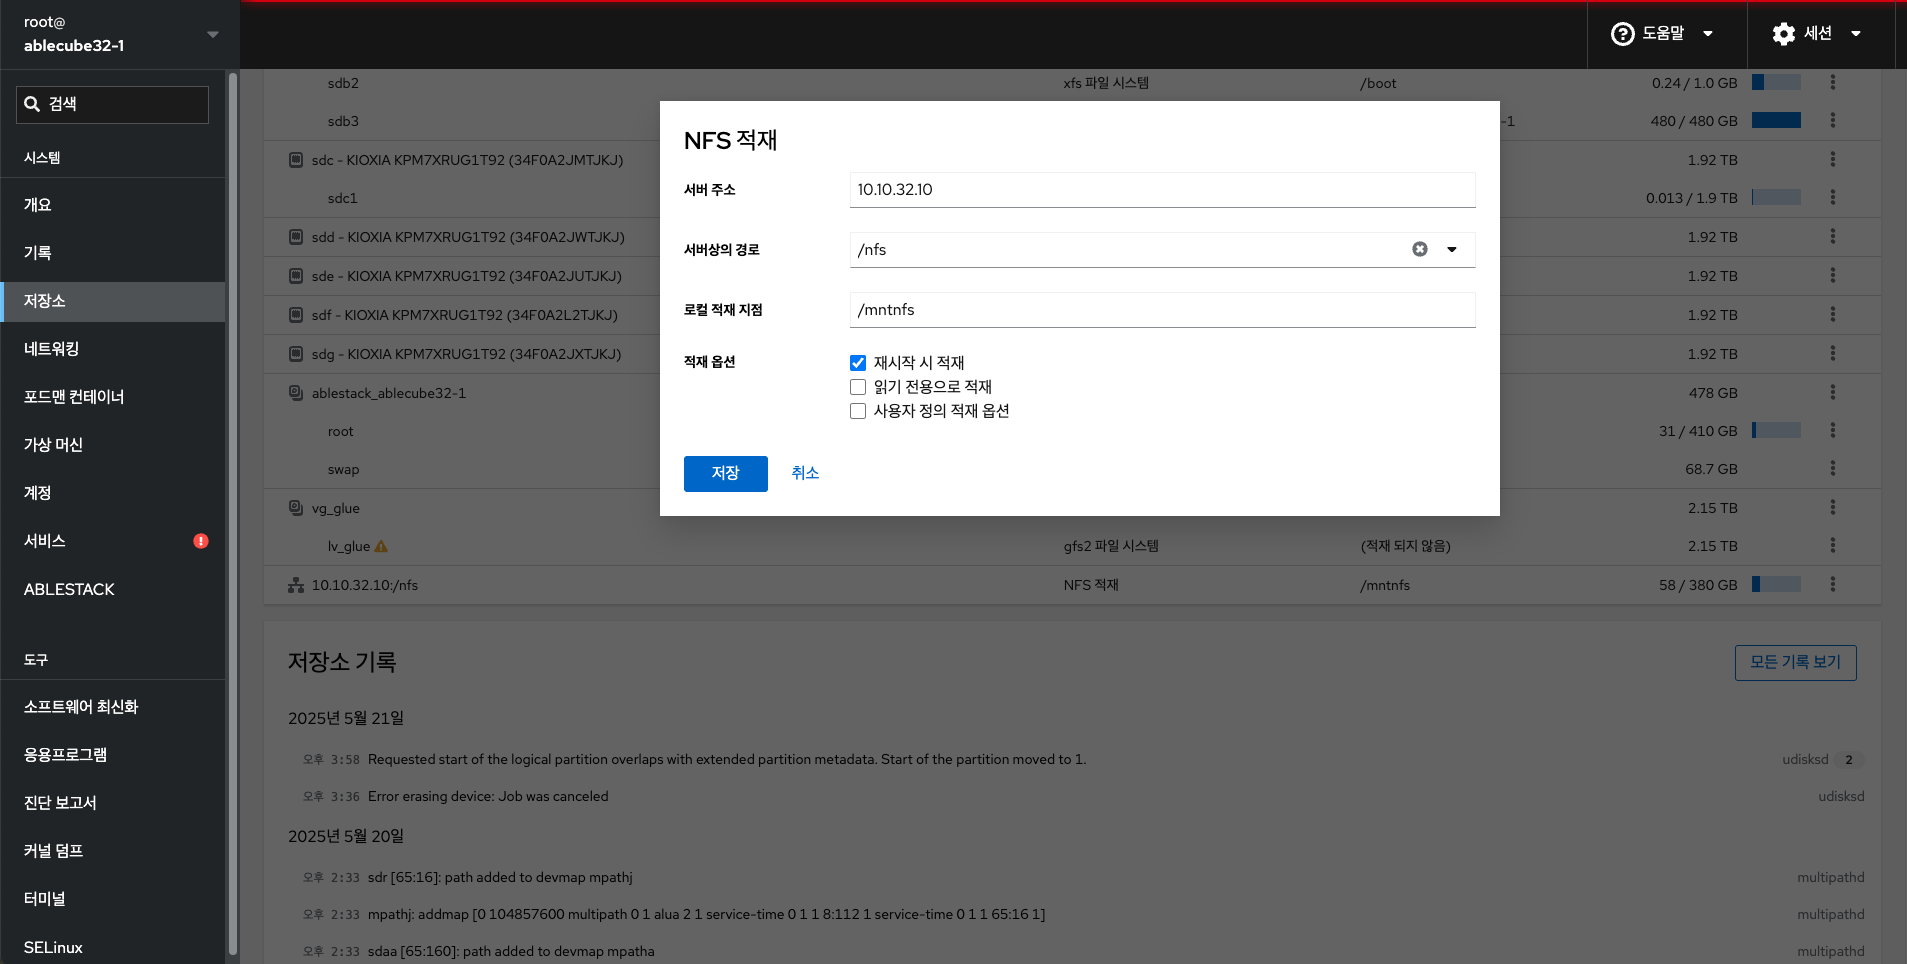 root@
ablecube32-1
도움말
세션
검색
시스템
개요
기록
저장소
네트워킹
포드맨 컨테이너
가상 머신
계정
서비스
ABLESTACK
도구
소프트웨어 최신화
응용프로그램
진단 보고서
커널 덤프
터미널
SELinux
sdb2 xfs 파일 시스템 /boot 0.24 / 1.0 GB
sdb3 -1 480 / 480 GB
sdc - KIOXIA KPM7XRUG1T92 (34F0A2JMTJKJ) 1.92 TB
sdc1 0.013 / 1.9 TB
sdd - KIOXIA KPM7XRUG1T92 (34F0A2JWTJKJ) 1.92 TB
sde - KIOXIA KPM7XRUG1T92 (34F0A2JUTJKJ) 1.92 TB
sdf - KIOXIA KPM7XRUG1T92 (34F0A2L2TJKJ) 1.92 TB
sdg - KIOXIA KPM7XRUG1T92 (34F0A2JXTJKJ) 1.92 TB
ablestack_ablecube32-1 478 GB
root 31 / 410 GB
swap 68.7 GB
vg_glue 2.15 TB
lv_glue gfs2 파일 시스템 (적재 되지 않음) 2.15 TB
10.10.32.10:/nfs NFS 적재 /mntnfs 58 / 380 GB
NFS 적재
서버 주소 10.10.32.10
서버상의 경로 /nfs
로컬 적재 지점 /mntnfs
적재 옵션 재시작 시 적재
읽기 전용으로 적재
사용자 정의 적재 옵션
저장 취소
저장소 기록 모든 기록 보기
2025년 5월 21일
오후 3:58 Requested start of the logical partition overlaps with extended partition metadata. Start of the partition moved to 1. udisksd 2
오후 3:36 Error erasing device: Job was canceled udisksd
2025년 5월 20일
오후 2:33 sdr [65:16]: path added to devmap mpathj multipathd
오후 2:33 mpathj: addmap [0 104857600 multipath 0 1 alua 2 1 service-time 0 1 1 8:112 1 service-time 0 1 1 65:16 1] multipathd
오후 2:33 sdaa [65:160]: path added to devmap mpatha multipathd